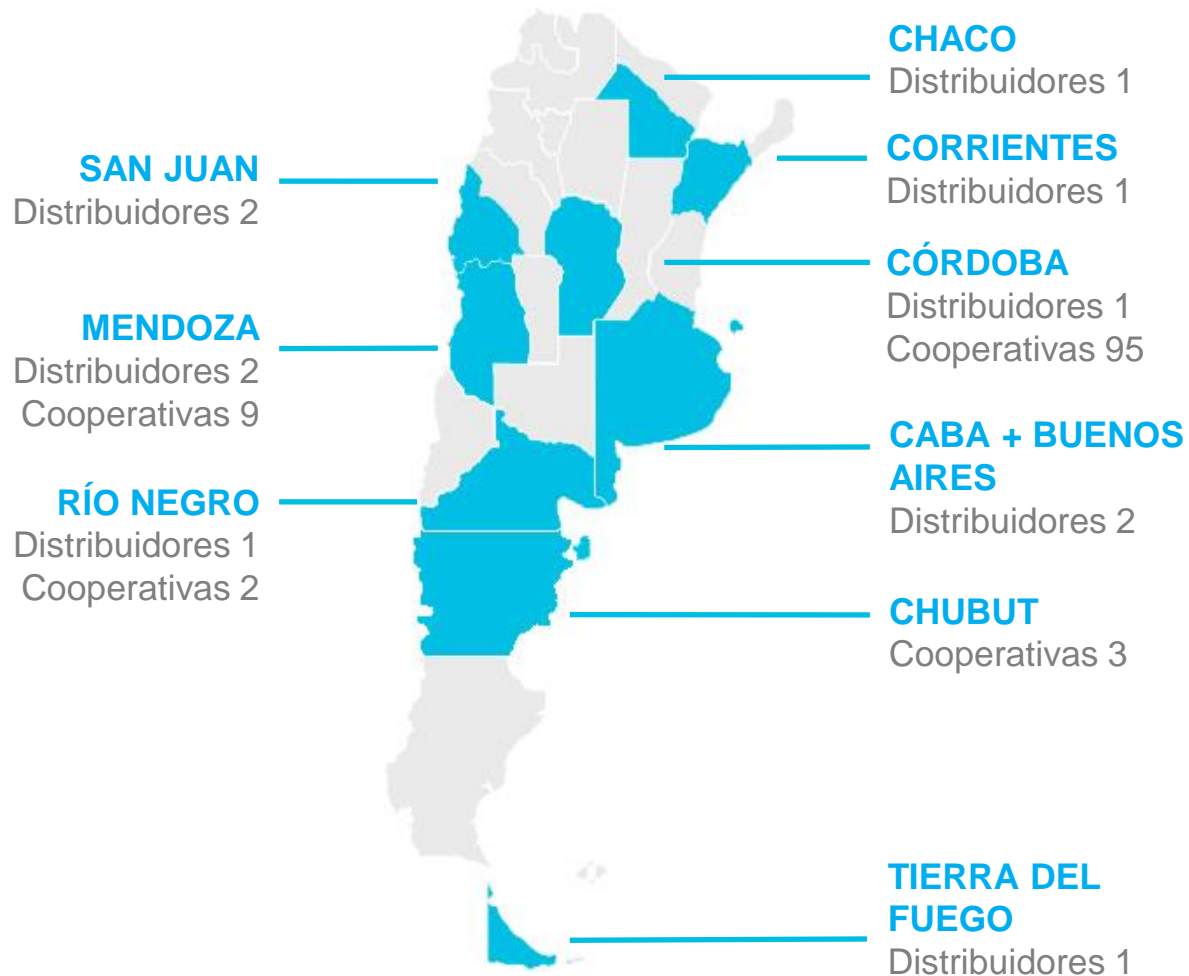 SAN JUAN
Distribuidores 2
MENDOZA
Distribuidores 2
Cooperativas 9
RÍO NEGRO
Distribuidores 1
Cooperativas 2
CHACO
Distribuidores 1
CORRIENTES
Distribuidores 1
CÓRDOBA
Distribuidores 1
Cooperativas 95
CABA + BUENOS
AIRES
Distribuidores 2
CHUBUT
Cooperativas 3
TIERRA DEL
FUEGO
Distribuidores 1